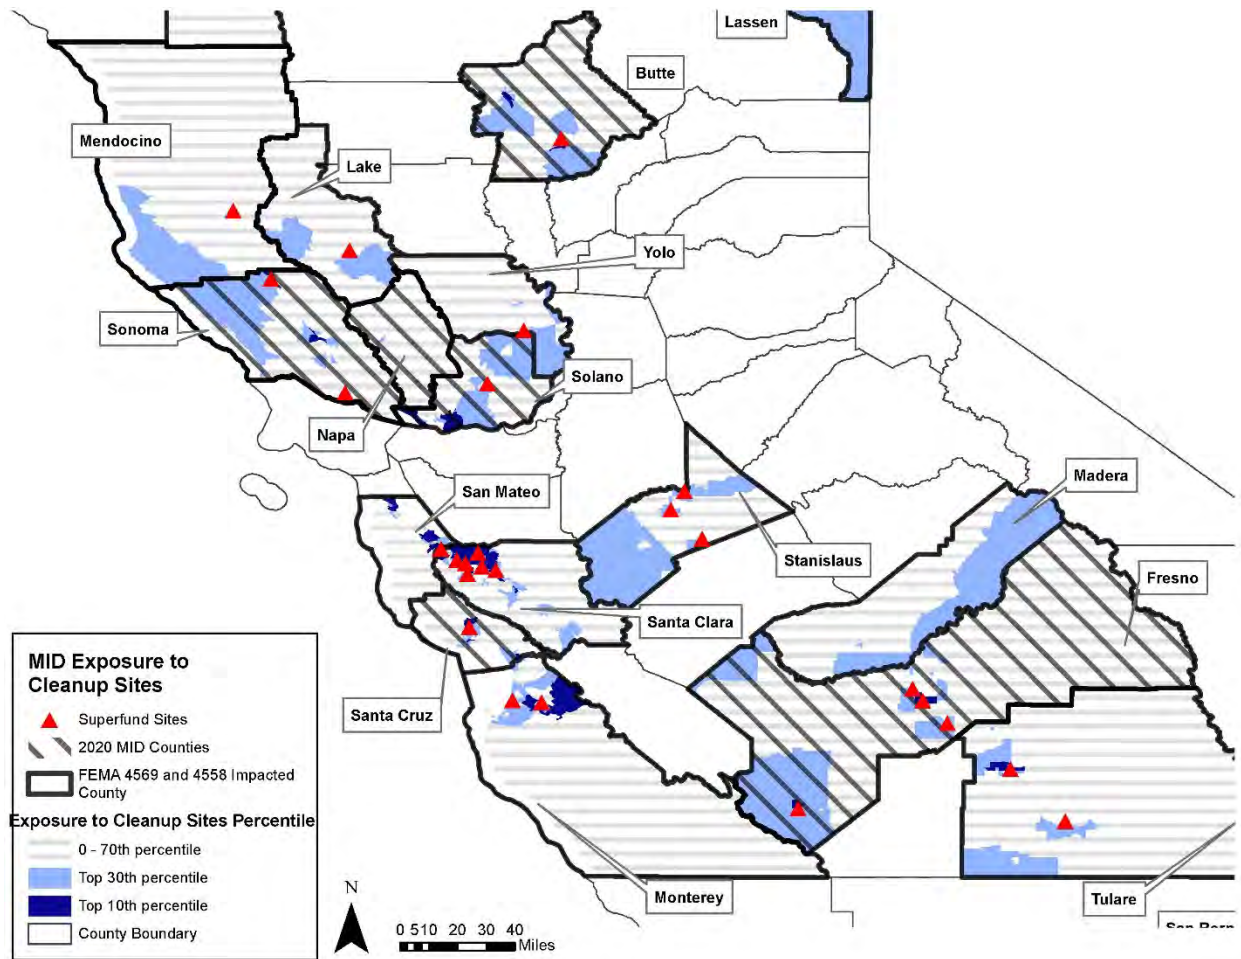 Lassen
Butte
Mendocino
Lake
Yolo
Sonoma
Solano
Napa
San Mateo
Madera
Stanislaus
Fresno
Santa Clara
Santa Cruz
Monterey
Tulare
MID Exposure to
Cleanup Sites
Superfund Sites
2020 MID Counties
FEMA 4569 and 4558 Impacted
County
Exposure to Cleanup Sites Percentile
0 - 70th percentile
Top 30th percentile
Top 10th percentile
County Boundary
N
0 5 10 20 30 40
Miles